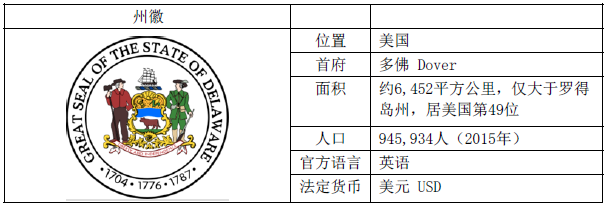 州徽
GREAT SEAL OF THE STATE OF DELAWARE
· 1704 · 1776 · 1787 ·
位置 美国
首府 多佛 Dover
面积 约6,452平方公里，仅大于罗得
岛州，居美国第49位
人口 945,934人（2015年）
官方语言 英语
法定货币 美元 USD